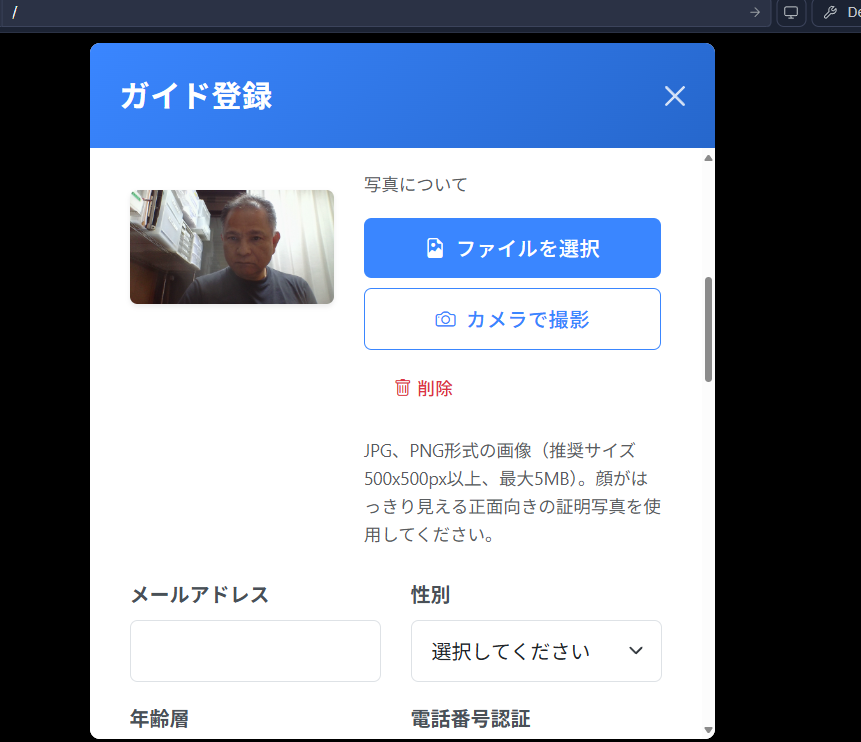 /
De
ガイド登録
写真について
ファイルを選択
カメラで撮影
削除
JPG、PNG形式の画像（推奨サイズ
500x500px以上、最大5MB）。顔がは
っきり見える正面向きの証明写真を使
用してください。
メールアドレス
性別
選択してください
年齢層
電話番号認証